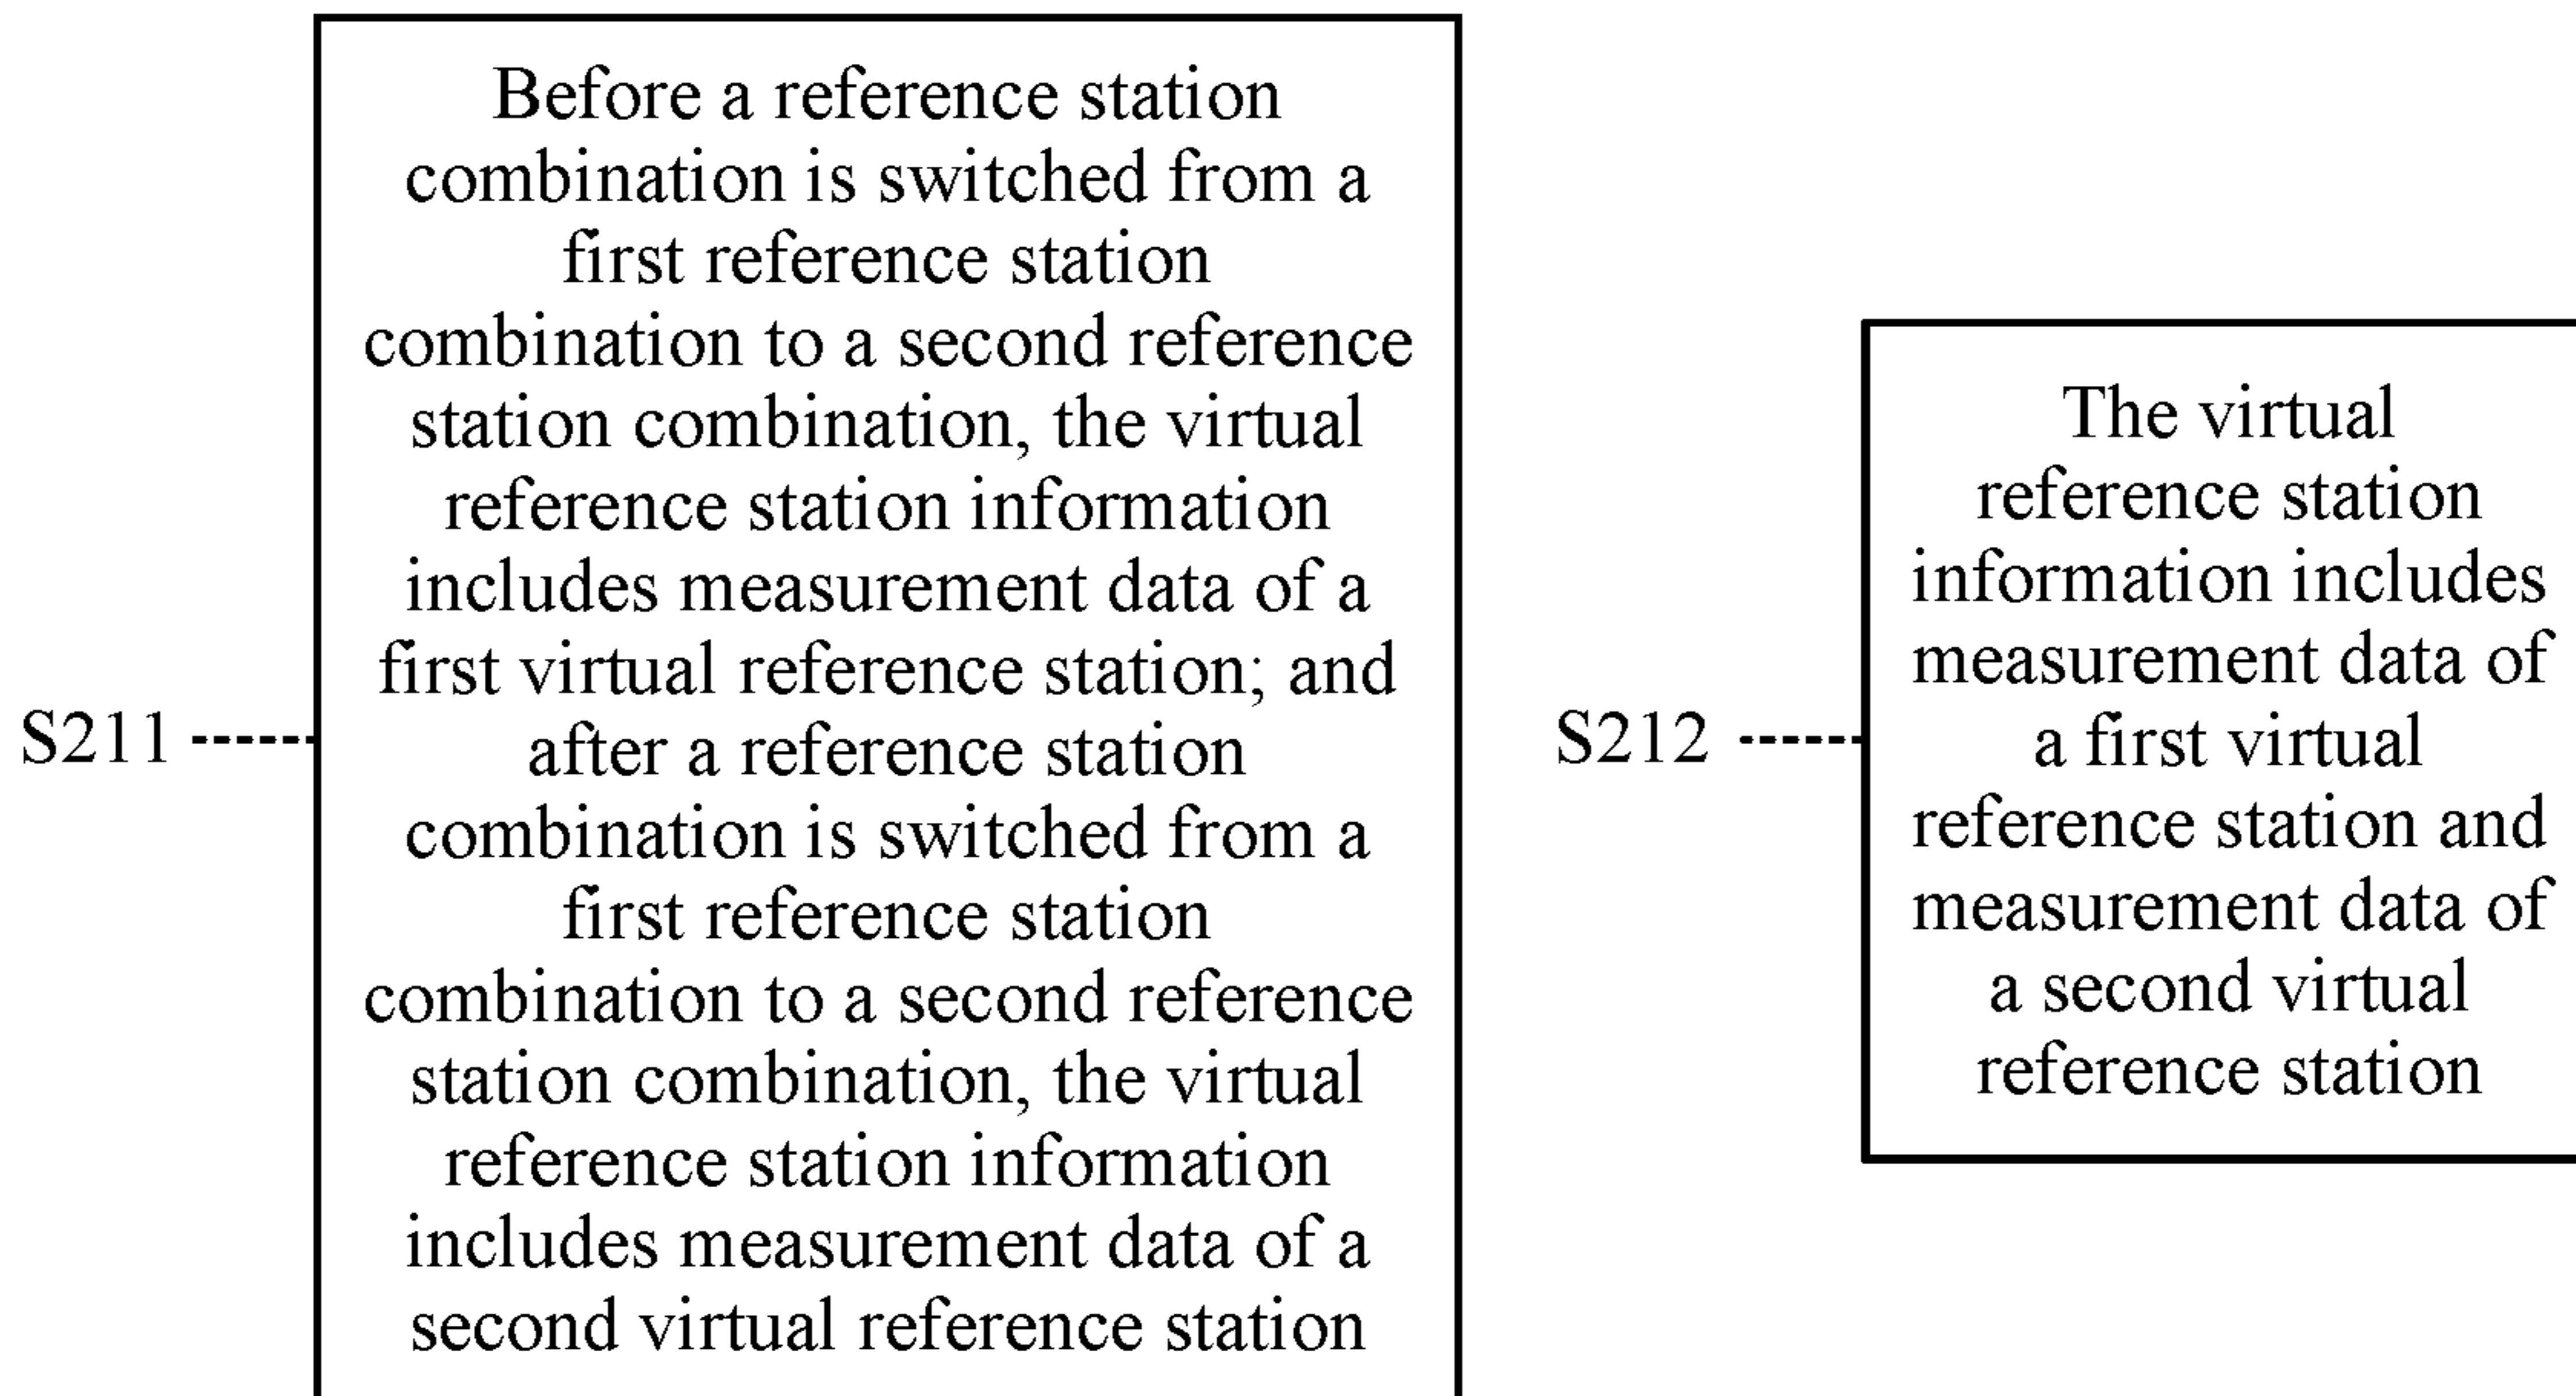 S211
Before a reference station
combination is switched from a
first reference station
combination to a second reference
station combination, the virtual
reference station information
includes measurement data of a
first virtual reference station; and
after a reference station
combination is switched from a
first reference station
combination to a second reference
station combination, the virtual
reference station information
includes measurement data of a
second virtual reference station
S212
The virtual
reference station
information includes
measurement data of
a first virtual
reference station and
measurement data of
a second virtual
reference station